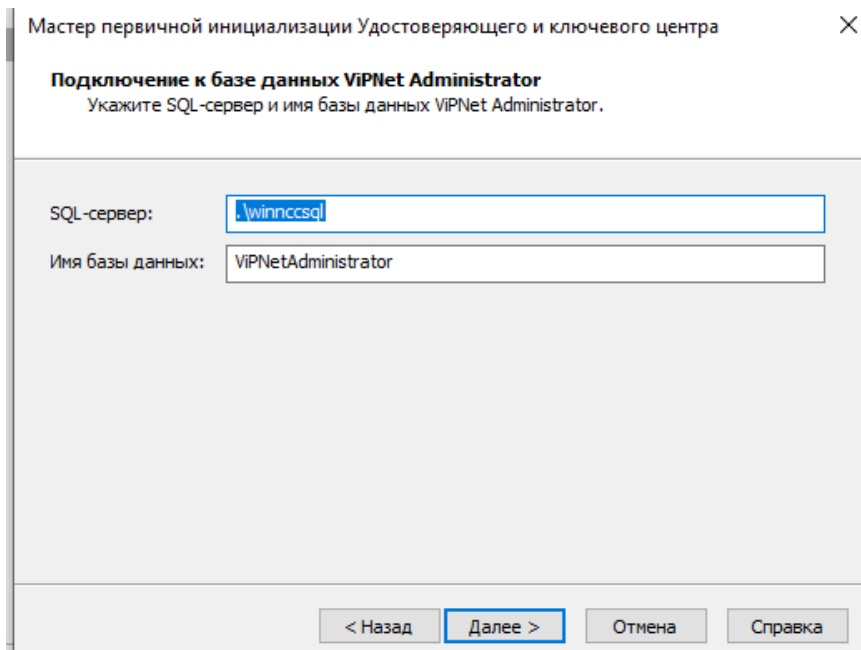 Мастер первичной инициализации Удостоверяющего и ключевого центра
Подключение к базе данных ViPNet Administrator
Укажите SQL-сервер и имя базы данных ViPNet Administrator.
SQL-сервер: .\winnccsql
Имя базы данных: ViPNetAdministrator
< Назад Далее > Отмена Справка